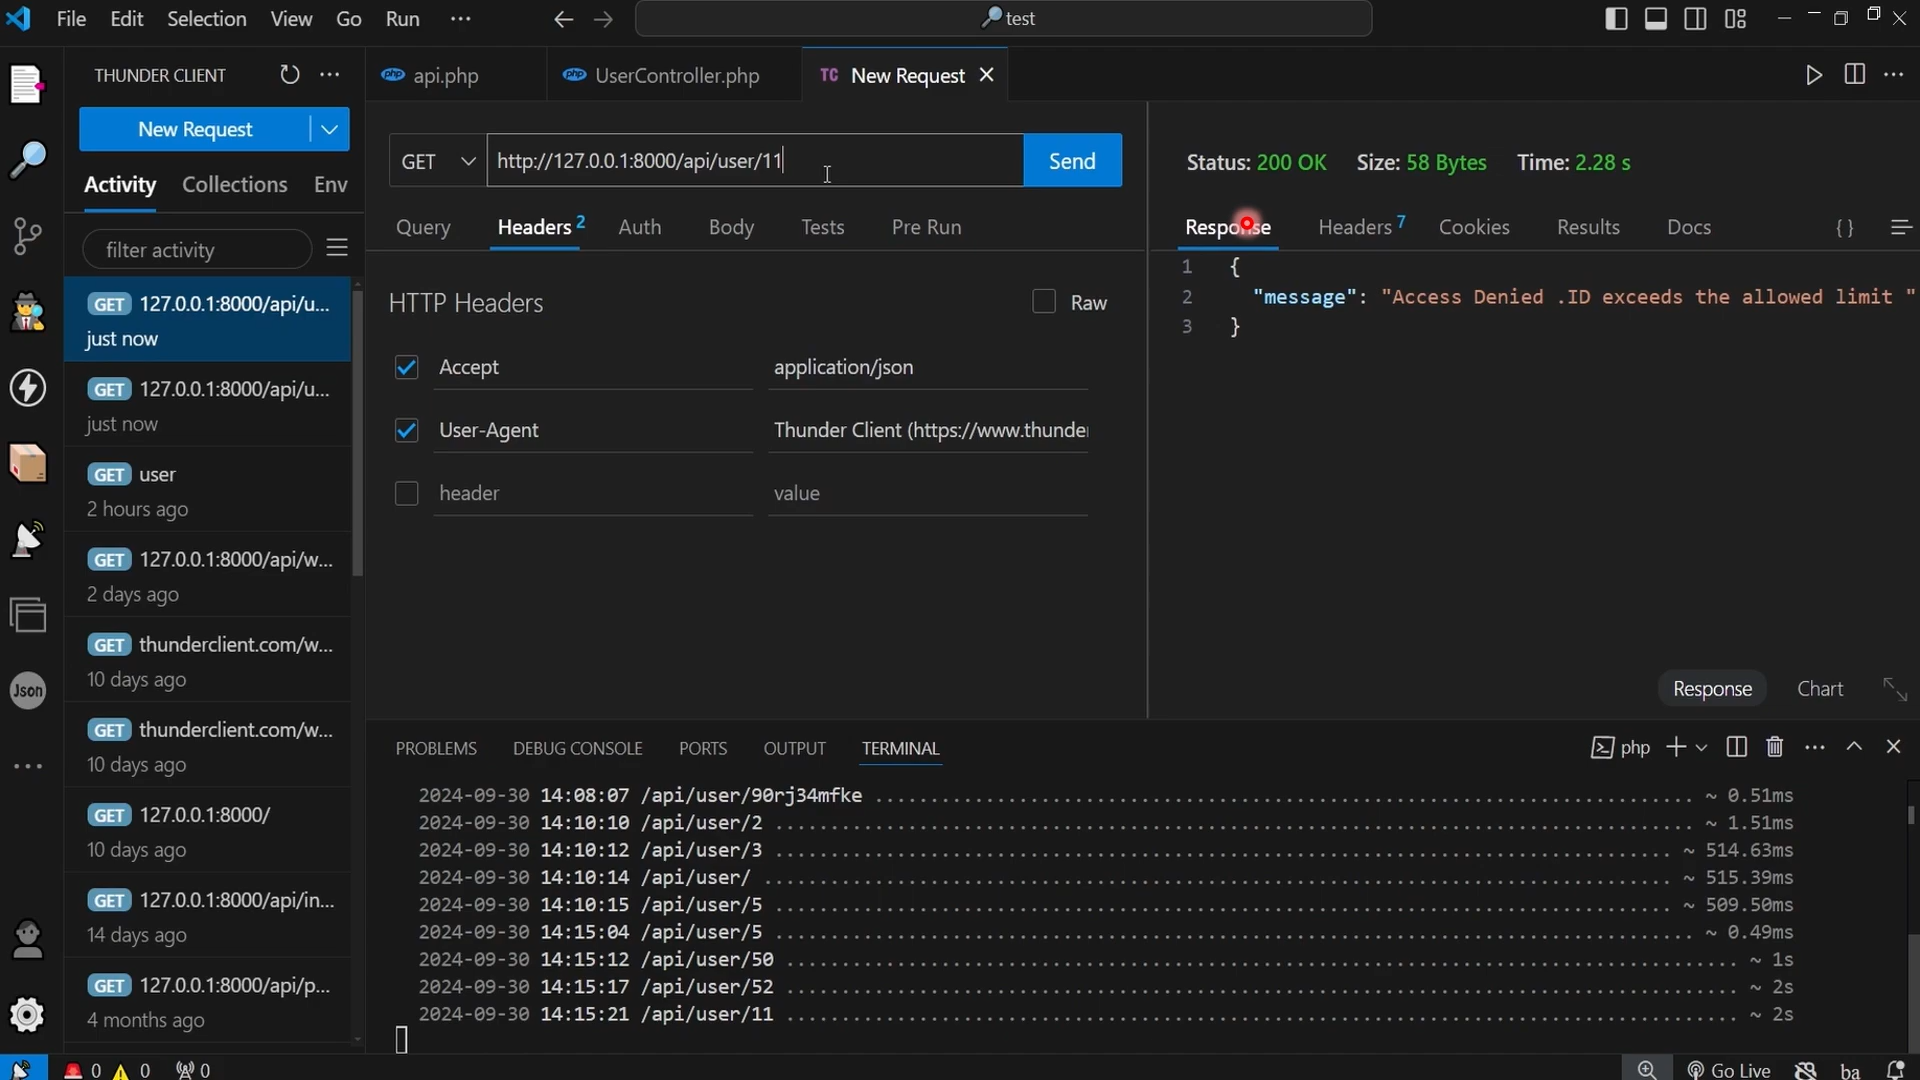 File Edit Selection View Go Run ...
test
THUNDER CLIENT
New Request
Activity Collections Env
filter activity
GET 127.0.0.1:8000/api/u...
just now
GET 127.0.0.1:8000/api/u...
just now
GET user
2 hours ago
GET 127.0.0.1:8000/api/w...
2 days ago
GET thunderclient.com/w...
10 days ago
GET thunderclient.com/w...
10 days ago
GET 127.0.0.1:8000/
10 days ago
GET 127.0.0.1:8000/api/in...
14 days ago
GET 127.0.0.1:8000/api/p...
4 months ago
Json
php api.php
php UserController.php
TC New Request
GET http://127.0.0.1:8000/api/user/11 Send
Query Headers 2 Auth Body Tests Pre Run
HTTP Headers Raw
Accept application/json
User-Agent Thunder Client (https://www.thunde
header value
Status: 200 OK Size: 58 Bytes Time: 2.28 s
Response Headers 7 Cookies Results Docs {}
1 {
2 "message": "Access Denied .ID exceeds the allowed limit "
3 }
Response Chart
PROBLEMS DEBUG CONSOLE PORTS OUTPUT TERMINAL
php
2024-09-30 14:08:07 /api/user/90rj34mfke ........ ~ 0.51ms
2024-09-30 14:10:10 /api/user/2 ........ ~ 1.51ms
2024-09-30 14:10:12 /api/user/3 ........ ~ 514.63ms
2024-09-30 14:10:14 /api/user/ ........ ~ 515.39ms
2024-09-30 14:10:15 /api/user/5 ........ ~ 509.50ms
2024-09-30 14:15:04 /api/user/5 ........ ~ 0.49ms
2024-09-30 14:15:12 /api/user/50 ........ ~ 1s
2024-09-30 14:15:17 /api/user/52 ........ ~ 2s
2024-09-30 14:15:21 /api/user/11 ........ ~ 2s
0 0 0
Go Live ba